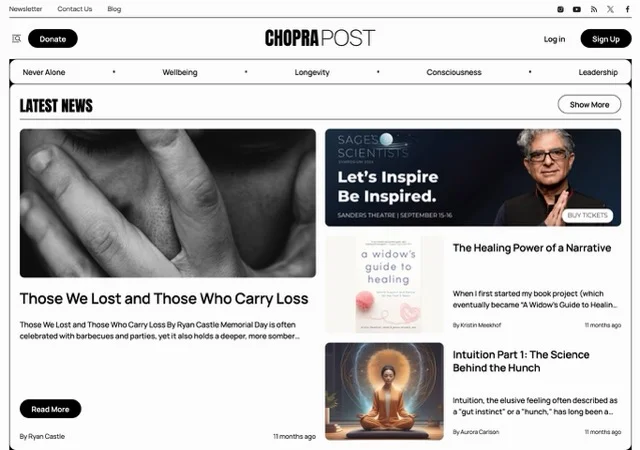 Newsletter Contact Us Blog
Donate
CHOPRA POST
Log in
Sign Up
Never Alone • Wellbeing • Longevity • Consciousness • Leadership
LATEST NEWS
Show More
Those We Lost and Those Who Carry Loss
Those We Lost and Those Who Carry Loss By Ryan Castle Memorial Day is often
celebrated with barbecues and parties, yet it also holds a deeper, more somber...
Read More
By Ryan Castle
11 months ago
SAGES
SCIENTISTS
Let's Inspire
Be Inspired.
SANDERS THEATRE | SEPTEMBER 15-16
BUY TICKETS
a widow's
guide to
healing
The Healing Power of a Narrative
When I first started my book project (which
eventually became "A Widow's Guide to Healin...
By Kristin Meekhof
11 months ago
Intuition Part 1: The Science
Behind the Hunch
Intuition, the elusive feeling often described as
a "gut instinct" or a "hunch," has long been a...
By Aurora Carlson
11 months ago